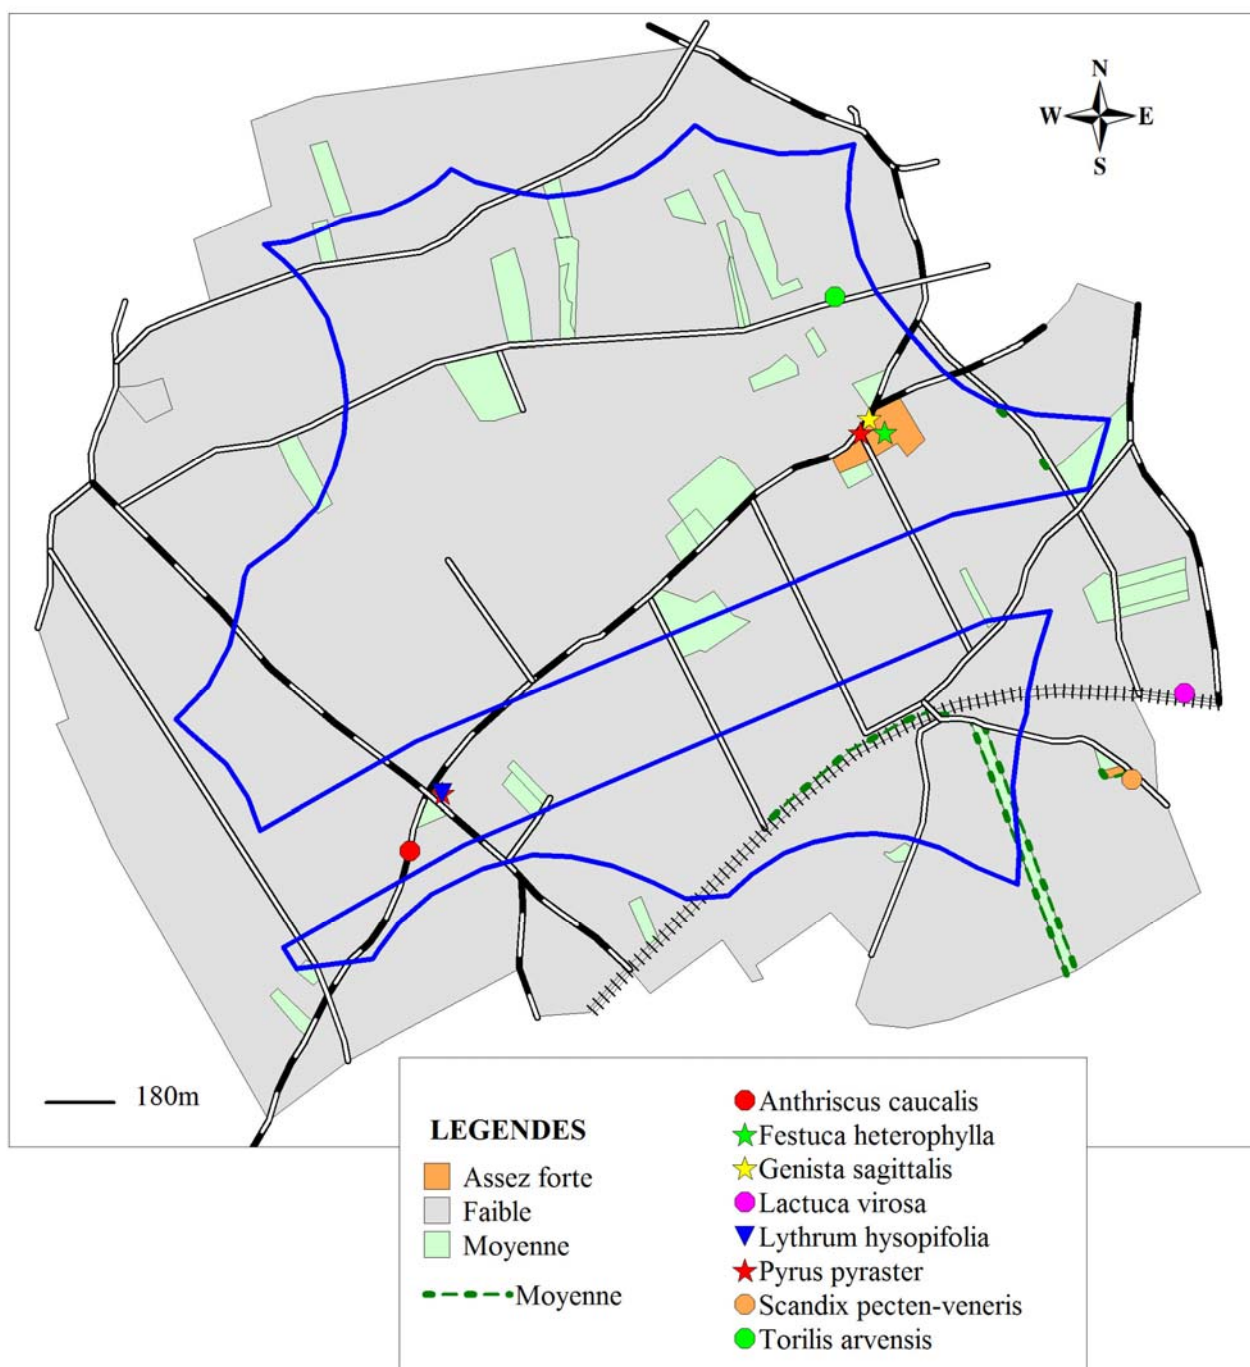 N
W E
S
180m
LEGENDES
Assez forte
Faible
Moyenne
Moyenne
Anthriscus caucalis
Festuca heterophylla
Genista sagittalis
Lactuca virosa
Lythrum hysopifolia
Pyrus pyraster
Scandix pecten-veneris
Torilis arvensis